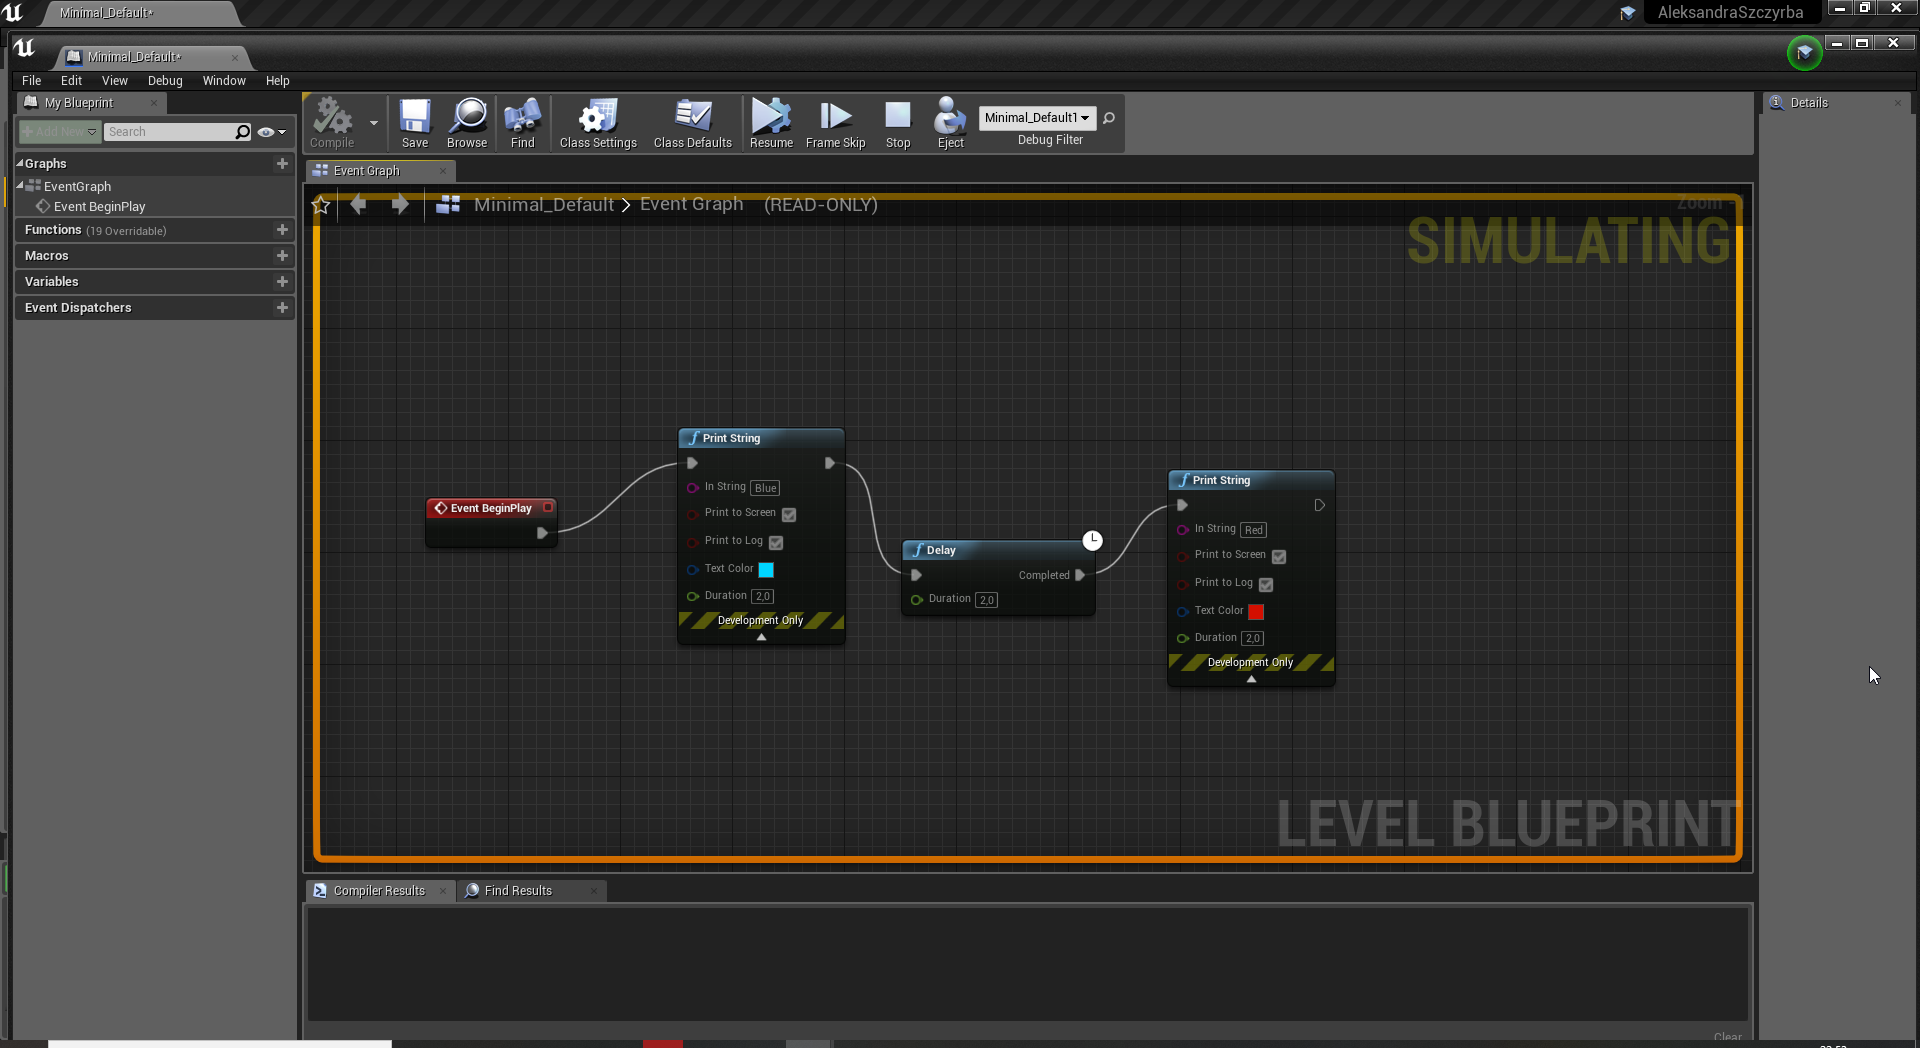 Minimal_Default*
AleksandraSzczyrba
Minimal_Default*
File Edit View Debug Window Help
My Blueprint
Add New
Search
Graphs
EventGraph
Event BeginPlay
Functions (19 Overridable)
Macros
Variables
Event Dispatchers
Compile
Save
Browse
Find
Class Settings
Class Defaults
Resume
Frame Skip
Stop
Eject
Minimal_Default1
Debug Filter
Event Graph
Minimal_Default > Event Graph (READ-ONLY)
Zoom
SIMULATING
Event BeginPlay
Print String
In String Blue
Print to Screen
Print to Log
Text Color
Duration 2,0
Development Only
Delay
Completed
Duration 2,0
Print String
In String Red
Print to Screen
Print to Log
Text Color
Duration 2,0
Development Only
LEVEL BLUEPRINT
Compiler Results
Find Results
Clear
Details